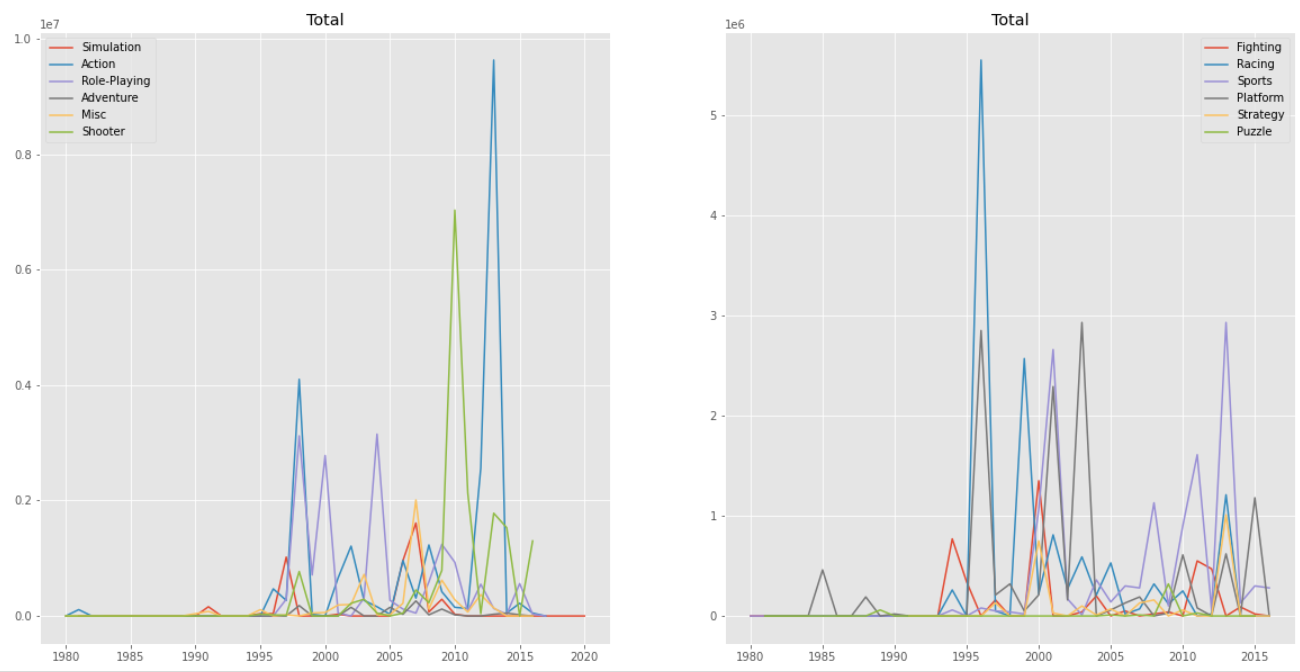 Total
1e7
1.0
0.8
0.6
0.4
0.2
0.0
1980 1985 1990 1995 2000 2005 2010 2015 2020
Simulation
Action
Role-Playing
Adventure
Misc
Shooter
Total
1e6
5
4
3
2
1
0
1980 1985 1990 1995 2000 2005 2010 2015
Fighting
Racing
Sports
Platform
Strategy
Puzzle